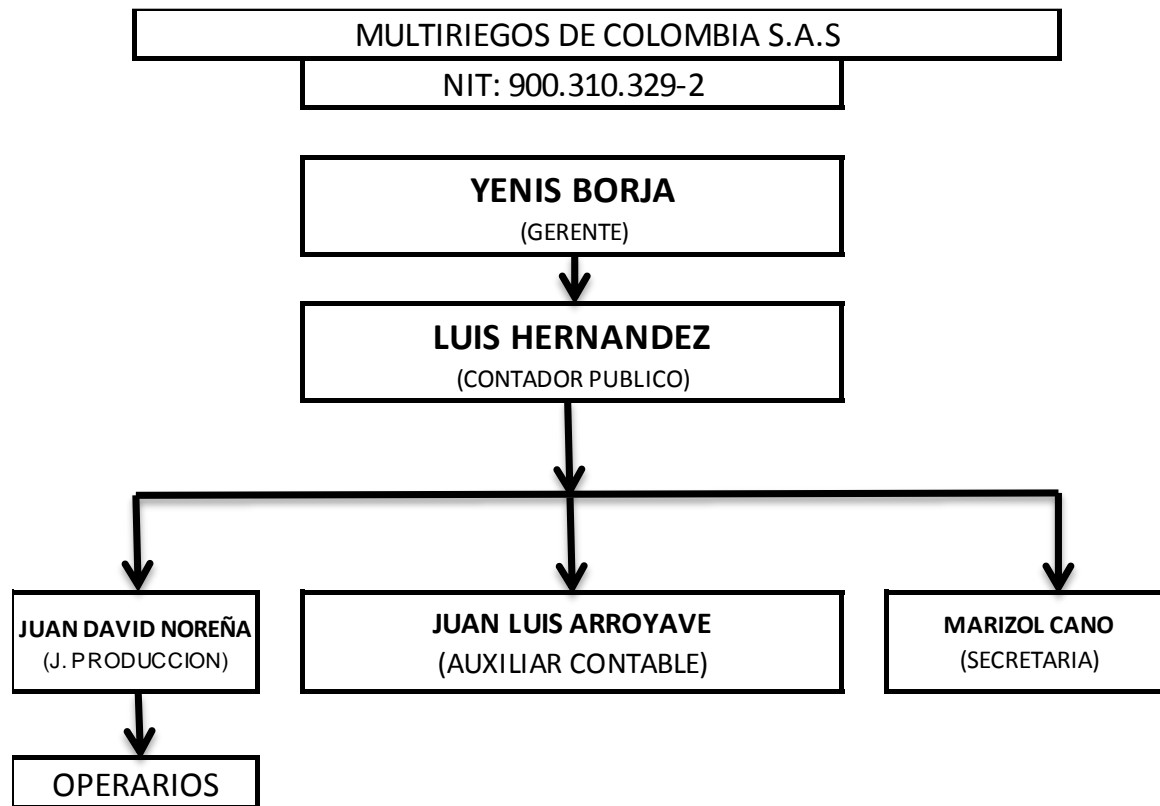 MULTIRIEGOS DE COLOMBIA S.A.S
NIT: 900.310.329-2
YENIS BORJA
(GERENTE)
LUIS HERNANDEZ
(CONTADOR PUBLICO)
JUAN DAVID NOREÑA
(J. PRODUCCION)
JUAN LUIS ARROYAVE
(AUXILIAR CONTABLE)
MARIZOL CANO
(SECRETARIA)
OPERARIOS